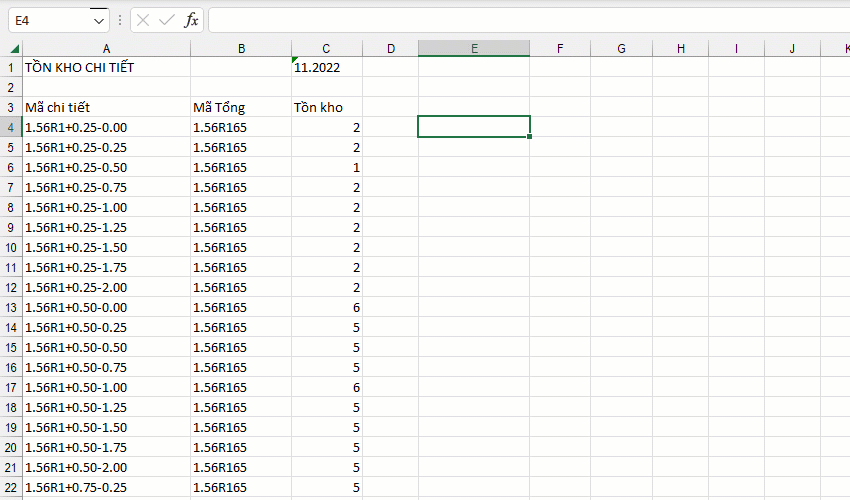 E4 fx
A B C D E F G H I J K
1 TỒN KHO CHI TIẾT 11.2022
2
3 Mã chi tiết Mã Tổng Tồn kho
4 1.56R1+0.25-0.00 1.56R165 2
5 1.56R1+0.25-0.25 1.56R165 2
6 1.56R1+0.25-0.50 1.56R165 1
7 1.56R1+0.25-0.75 1.56R165 2
8 1.56R1+0.25-1.00 1.56R165 2
9 1.56R1+0.25-1.25 1.56R165 2
10 1.56R1+0.25-1.50 1.56R165 2
11 1.56R1+0.25-1.75 1.56R165 2
12 1.56R1+0.25-2.00 1.56R165 2
13 1.56R1+0.50-0.00 1.56R165 6
14 1.56R1+0.50-0.25 1.56R165 5
15 1.56R1+0.50-0.50 1.56R165 5
16 1.56R1+0.50-0.75 1.56R165 5
17 1.56R1+0.50-1.00 1.56R165 6
18 1.56R1+0.50-1.25 1.56R165 5
19 1.56R1+0.50-1.50 1.56R165 5
20 1.56R1+0.50-1.75 1.56R165 5
21 1.56R1+0.50-2.00 1.56R165 5
22 1.56R1+0.75-0.25 1.56R165 5